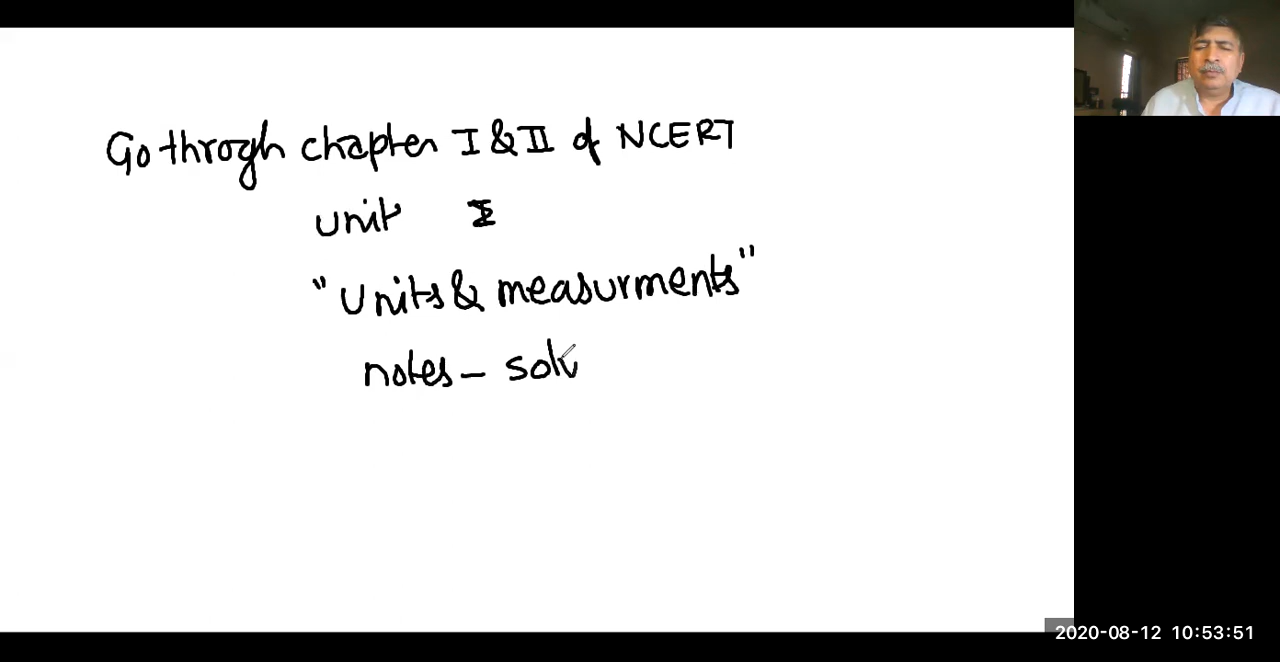 Go throgh chapter I & II of NCERT
unit I
"Units & measurments"
notes – solv
2020-08-12 10:53:51